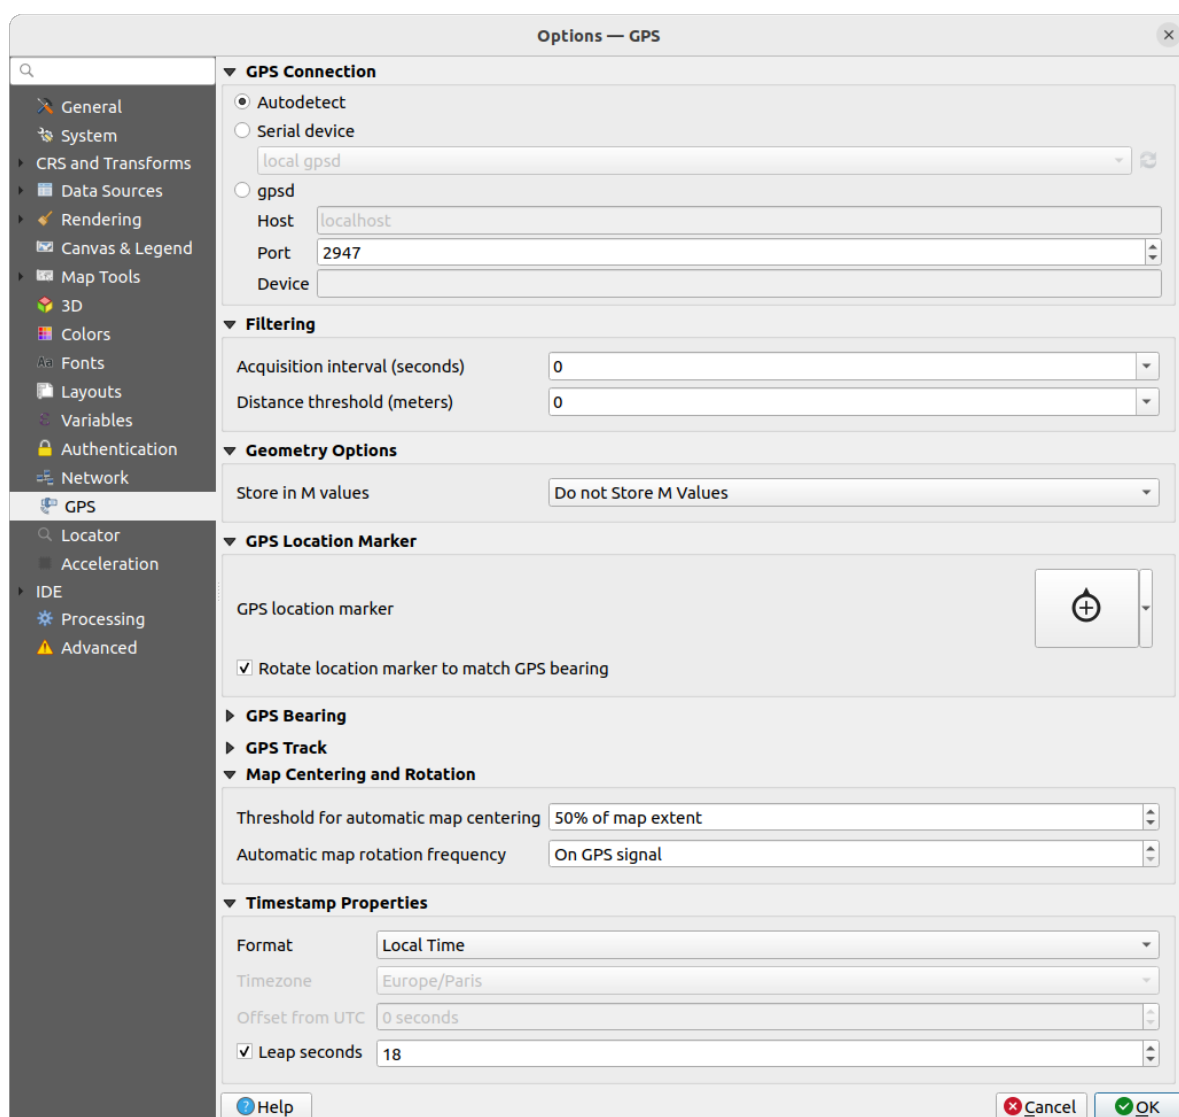 Options — GPS
General
System
CRS and Transforms
Data Sources
Rendering
Canvas & Legend
Map Tools
3D
Colors
Fonts
Layouts
Variables
Authentication
Network
GPS
Locator
Acceleration
IDE
Processing
Advanced
GPS Connection
Autodetect
Serial device
local gpsd
gpsd
Host localhost
Port 2947
Device
Filtering
Acquisition interval (seconds) 0
Distance threshold (meters) 0
Geometry Options
Store in M values Do not Store M Values
GPS Location Marker
GPS location marker
Rotate location marker to match GPS bearing
GPS Bearing
GPS Track
Map Centering and Rotation
Threshold for automatic map centering 50% of map extent
Automatic map rotation frequency On GPS signal
Timestamp Properties
Format Local Time
Timezone Europe/Paris
Offset from UTC 0 seconds
Leap seconds 18
Help Cancel OK